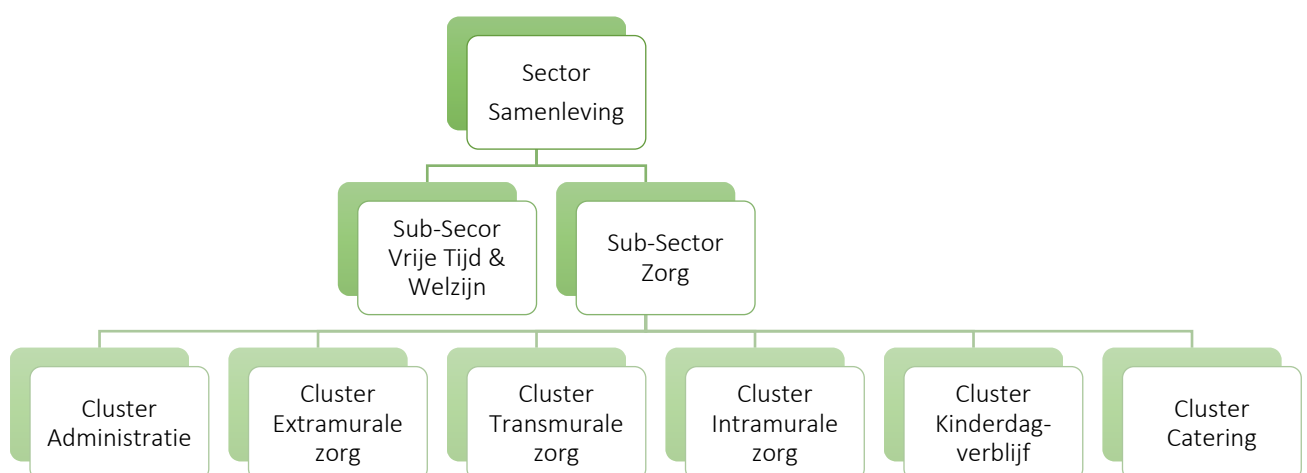 Sector
Samenleving
Sub-Secor
Vrije Tijd &
Welzijn
Sub-Sector
Zorg
Cluster
Administratie
Cluster
Extramurale
zorg
Cluster
Transmurale
zorg
Cluster
Intramurale
zorg
Cluster
Kinderdag-
verblijf
Cluster
Catering